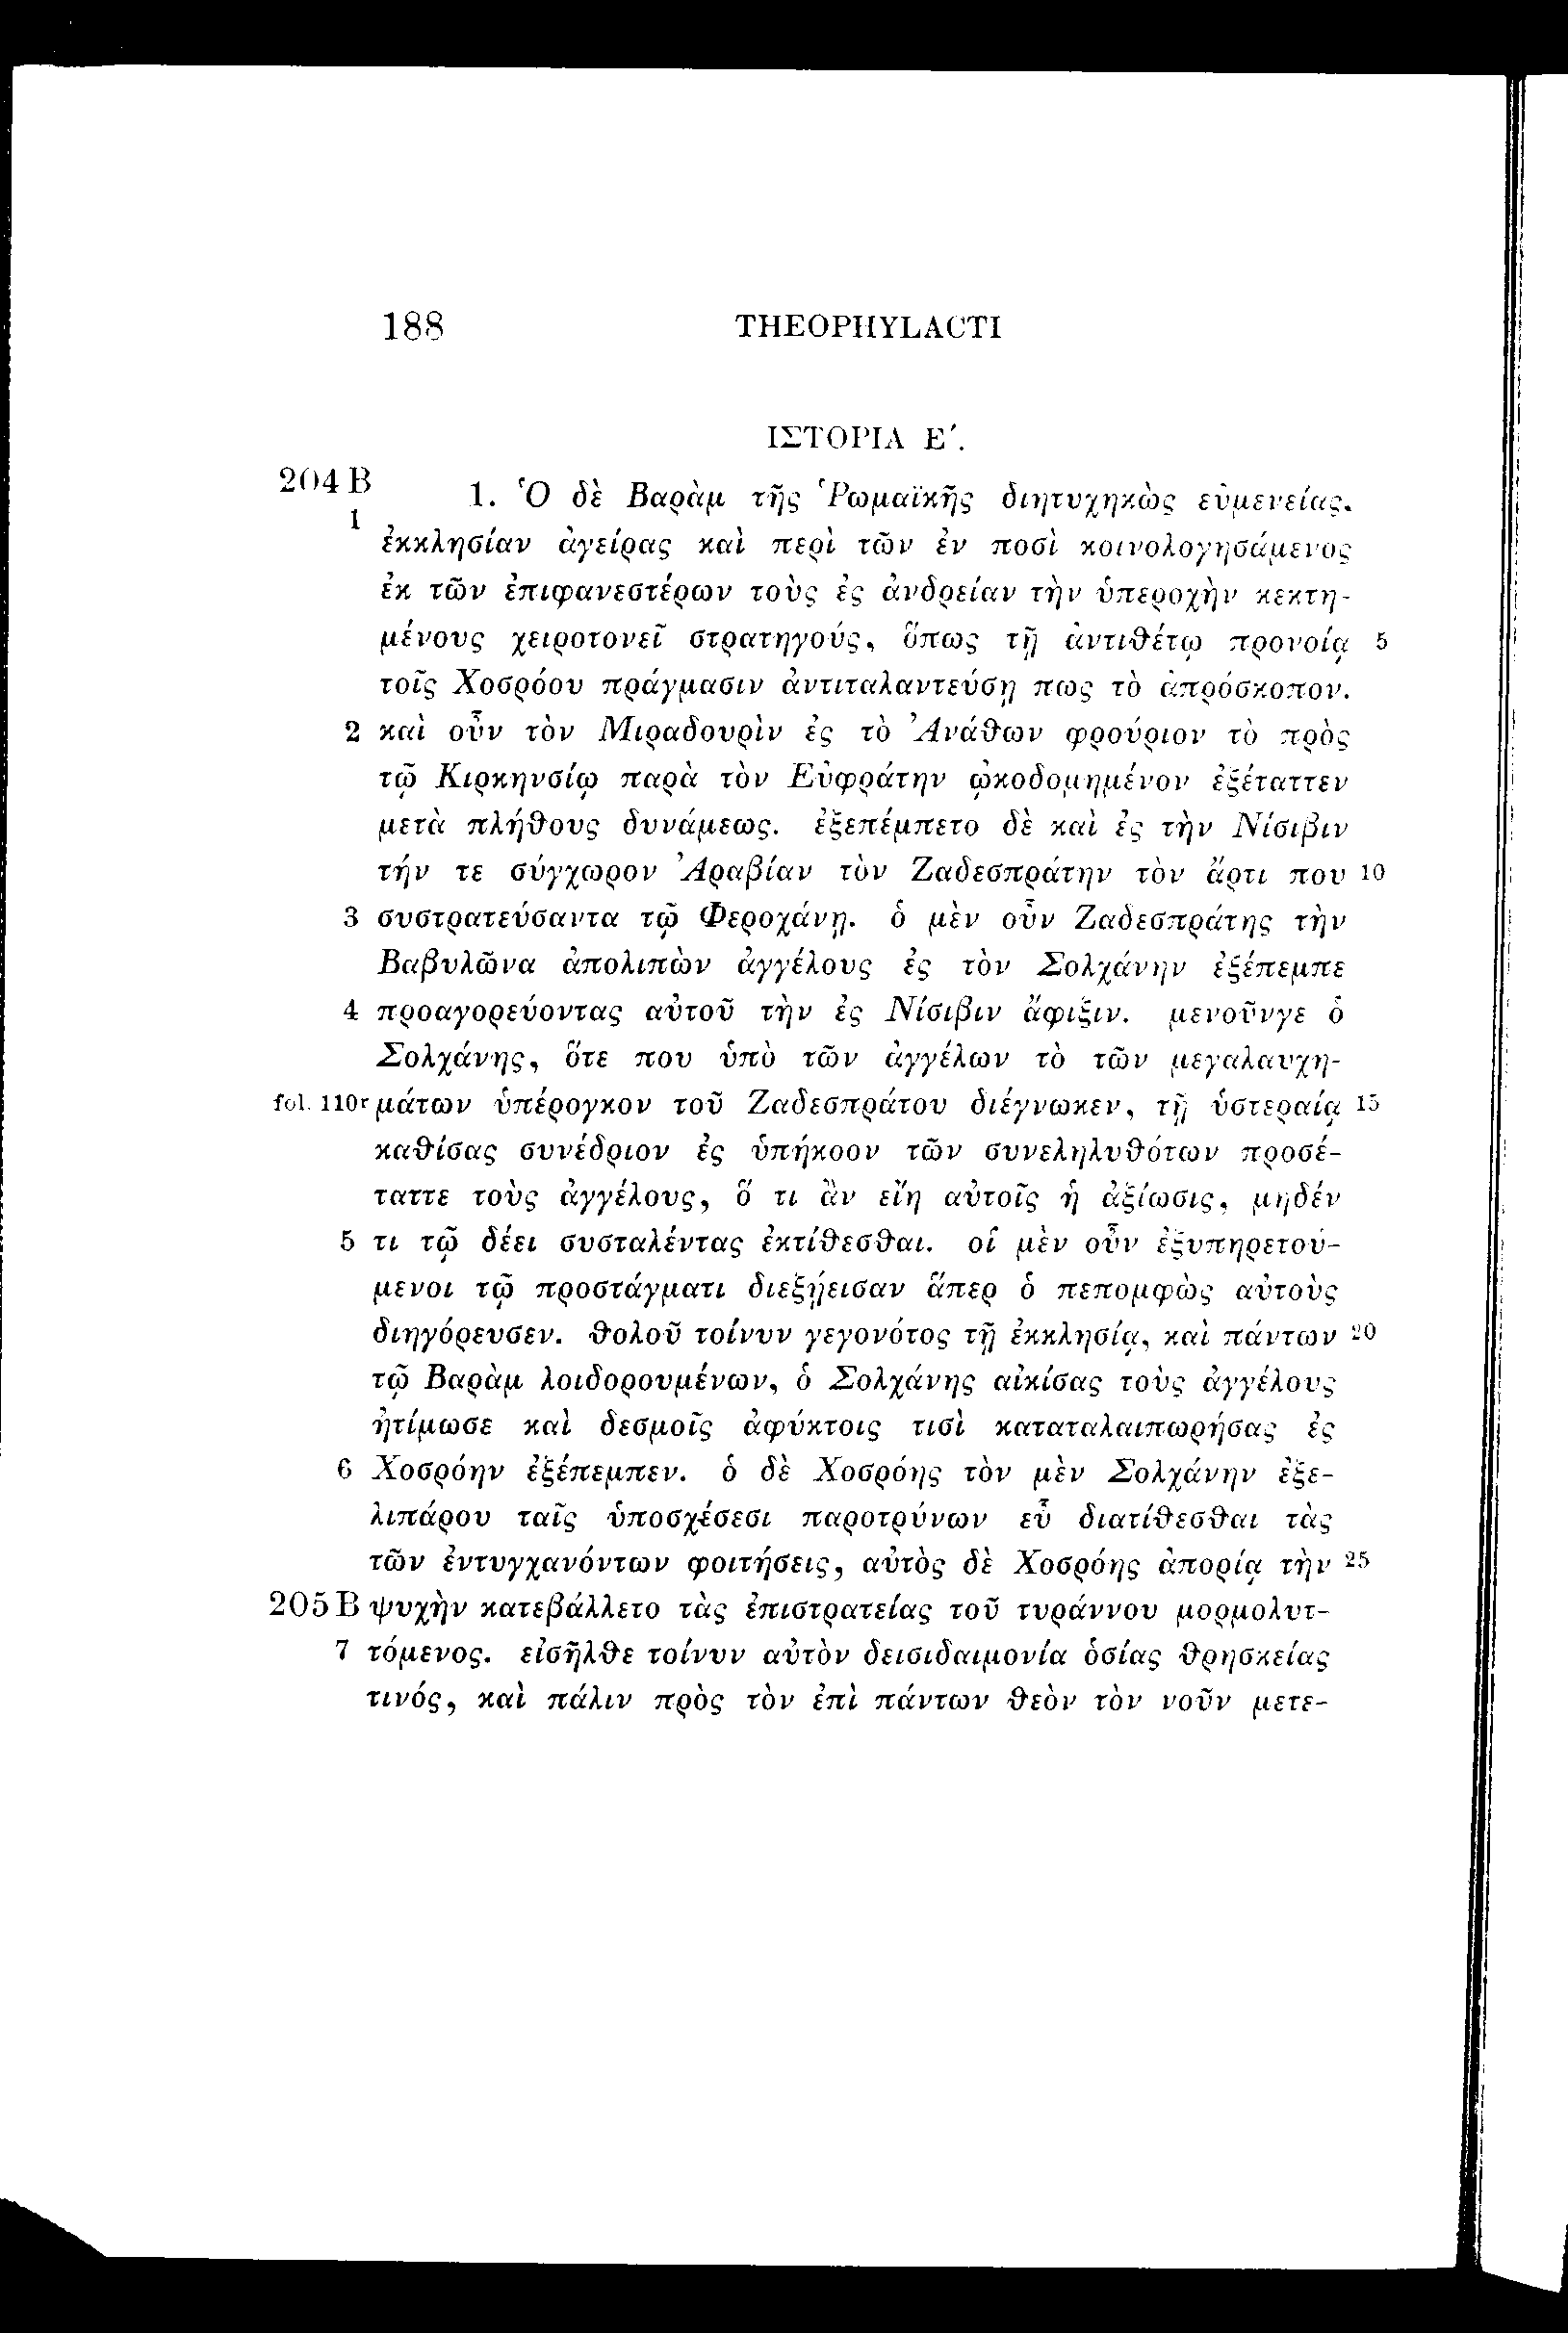 188 THEOPHYLACTI
ΙΣΤΟΡΙΑ Ε΄.
204 B 1. Ὁ δὲ Βαρὰμ τῆς Ῥωμαϊκῆς διητυχηκὼς εὐμενείας.
1 ἐκκλησίαν ἀγείρας καὶ περὶ τῶν ἐν ποσὶ κοινολογησάμενος
ἐκ τῶν ἐπιφανεστέρων τοὺς ἐς ἀνδρείαν τὴν ὑπεροχὴν κεκτη-
μένους χειροτονεῖ στρατηγούς, ὅπως τῇ ἀντιθέτῳ προνοίᾳ 5
τοῖς Χοσρόου πράγμασιν ἀντιταλαντεύσῃ πως τὸ ἀπρόσκοπον.
2 καὶ οὖν τὸν Μιραδουρὶν ἐς τὸ Ἀνάθων φρούριον τὸ πρὸς
τῷ Κιρκηνσίῳ παρὰ τὸν Εὐφράτην ᾠκοδομημένον ἐξέταττεν
μετὰ πλήθους δυνάμεως. ἐξεπέμπετο δὲ καὶ ἐς τὴν Νίσιβιν
τήν τε σύγχωρον Ἀραβίαν τὸν Ζαδεσπράτην τὸν ἄρτι που 10
3 συστρατεύσαντα τῷ Φεροχάνῃ. ὁ μὲν οὖν Ζαδεσπράτης τὴν
Βαβυλῶνα ἀπολιπὼν ἀγγέλους ἐς τὸν Σολχάνην ἐξέπεμπε
4 προαγορεύοντας αὐτοῦ τὴν ἐς Νίσιβιν ἄφιξιν. μενοῦνγε ὁ
Σολχάνης, ὅτε που ὑπὸ τῶν ἀγγέλων τὸ τῶν μεγαλαυχη-
fol. 110r μάτων ὑπέρογκον τοῦ Ζαδεσπράτου διέγνωκεν, τῇ ὑστεραίᾳ 15
καθίσας συνέδριον ἐς ὑπήκοον τῶν συνεληλυθότων προσέ-
ταττε τοὺς ἀγγέλους, ὅ τι ἂν εἴη αὐτοῖς ἡ ἀξίωσις, μηδέν
5 τι τῷ δέει συσταλέντας ἐκτίθεσθαι. οἱ μὲν οὖν ἐξυπηρετού-
μενοι τῷ προστάγματι διεξῄεισαν ἅπερ ὁ πεπομφὼς αὐτοὺς
διηγόρευσεν. θολοῦ τοίνυν γεγονότος τῇ ἐκκλησίᾳ, καὶ πάντων 20
τῷ Βαρὰμ λοιδορουμένων, ὁ Σολχάνης αἰκίσας τοὺς ἀγγέλους
ἠτίμωσε καὶ δεσμοῖς ἀφύκτοις τισὶ καταταλαιπωρήσας ἐς
6 Χοσρόην ἐξέπεμπεν. ὁ δὲ Χοσρόης τὸν μὲν Σολχάνην ἐξε-
λιπάρου ταῖς ὑποσχέσεσι παροτρύνων εὖ διατίθεσθαι τὰς
τῶν ἐντυγχανόντων φοιτήσεις, αὐτὸς δὲ Χοσρόης ἀπορίᾳ τὴν 25
205 B ψυχὴν κατεβάλλετο τὰς ἐπιστρατείας τοῦ τυράννου μορμολυτ-
7 τόμενος. εἰσῆλθε τοίνυν αὐτὸν δεισιδαιμονία ὁσίας θρησκείας
τινός, καὶ πάλιν πρὸς τὸν ἐπὶ πάντων θεὸν τὸν νοῦν μετε-